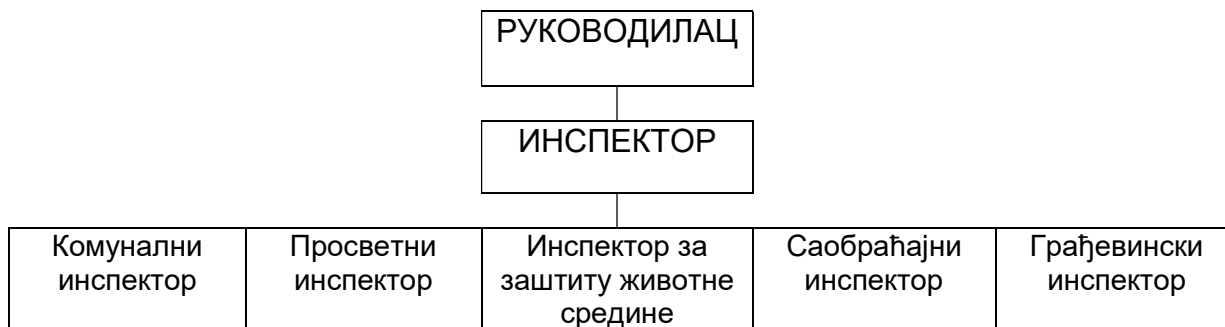 РУКОВОДИЛАЦ
ИНСПЕКТОР
Комунални
инспектор
Просветни
инспектор
Инспектор за
заштиту животне
средине
Саобраћајни
инспектор
Грађевински
инспектор